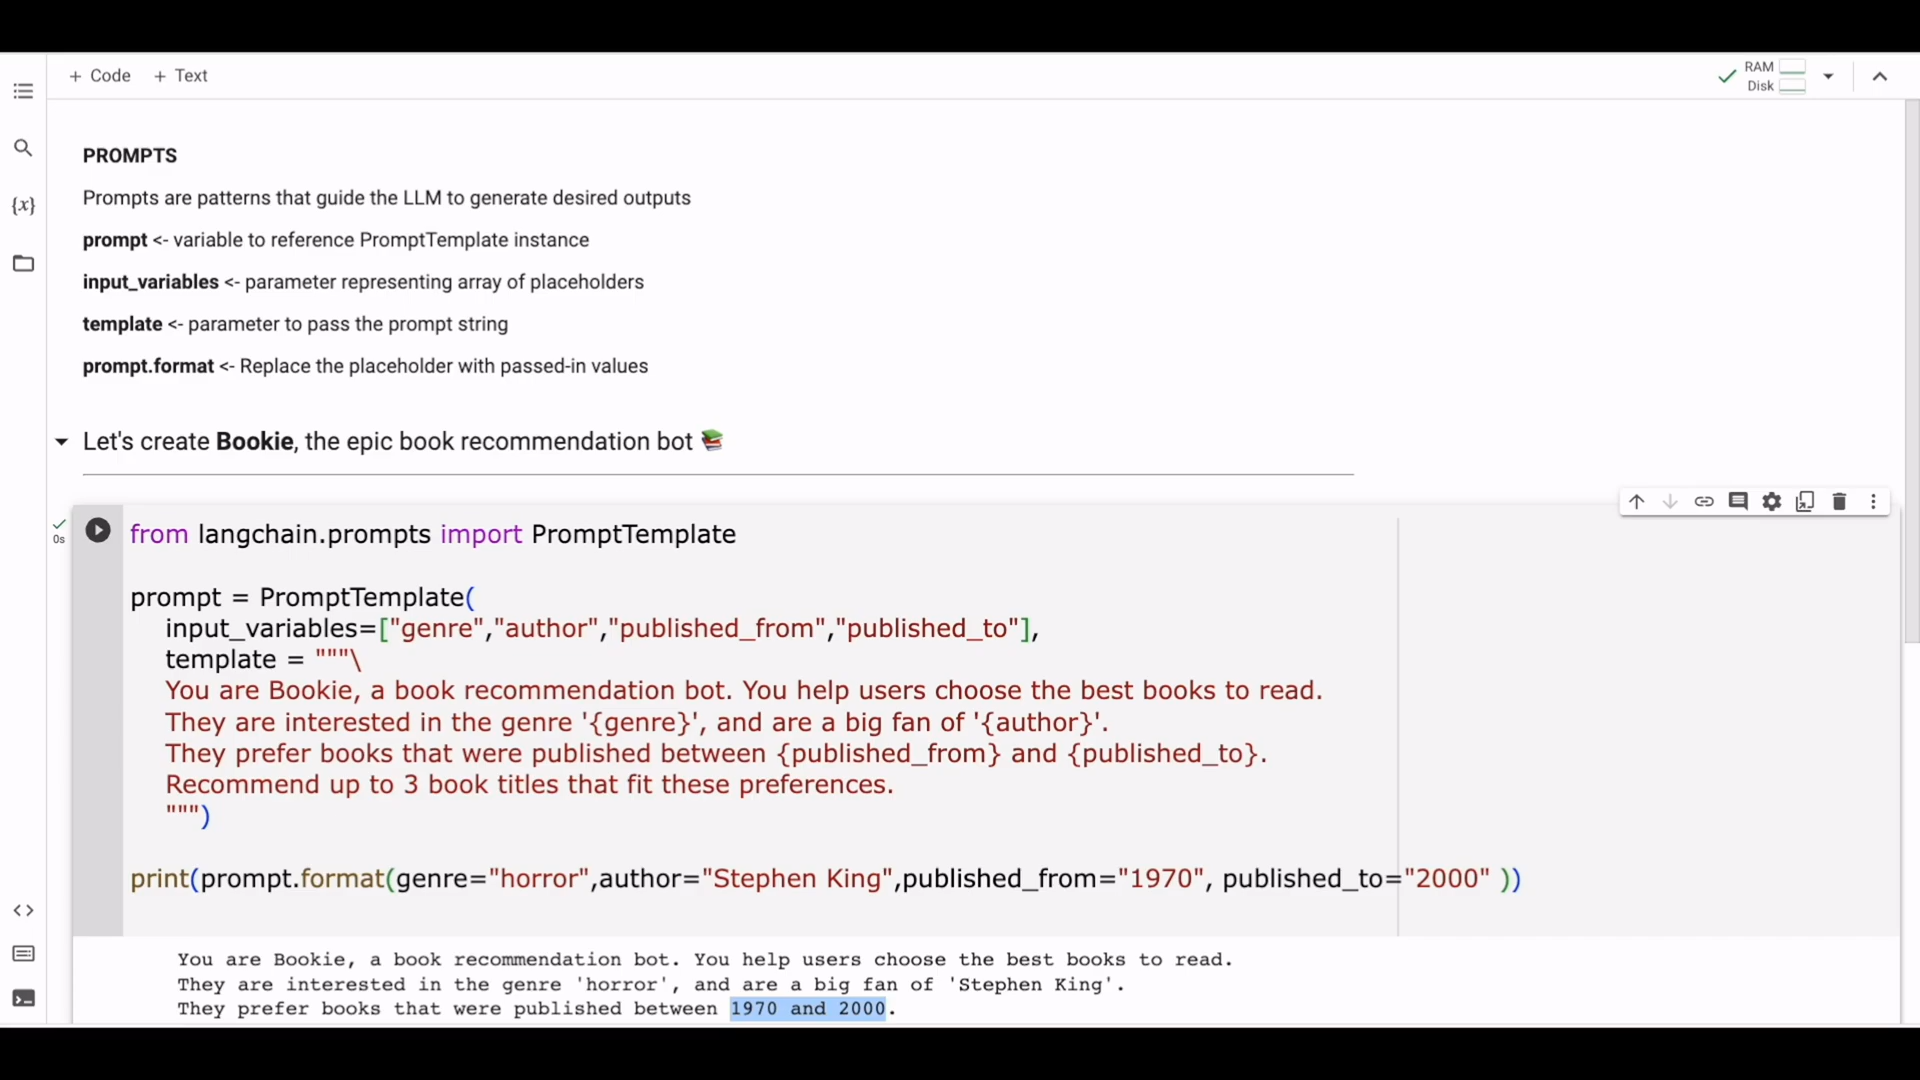 + Code + Text
RAM
Disk
PROMPTS
Prompts are patterns that guide the LLM to generate desired outputs
prompt <- variable to reference PromptTemplate instance
input_variables <- parameter representing array of placeholders
template <- parameter to pass the prompt string
prompt.format <- Replace the placeholder with passed-in values
Let's create Bookie, the epic book recommendation bot 📚
0s
from langchain.prompts import PromptTemplate
prompt = PromptTemplate(
input_variables=["genre","author","published_from","published_to"],
template = """\
You are Bookie, a book recommendation bot. You help users choose the best books to read.
They are interested in the genre '{genre}', and are a big fan of '{author}'.
They prefer books that were published between {published_from} and {published_to}.
Recommend up to 3 book titles that fit these preferences.
""")
print(prompt.format(genre="horror",author="Stephen King",published_from="1970", published_to="2000" ))
You are Bookie, a book recommendation bot. You help users choose the best books to read.
They are interested in the genre 'horror', and are a big fan of 'Stephen King'.
They prefer books that were published between 1970 and 2000.